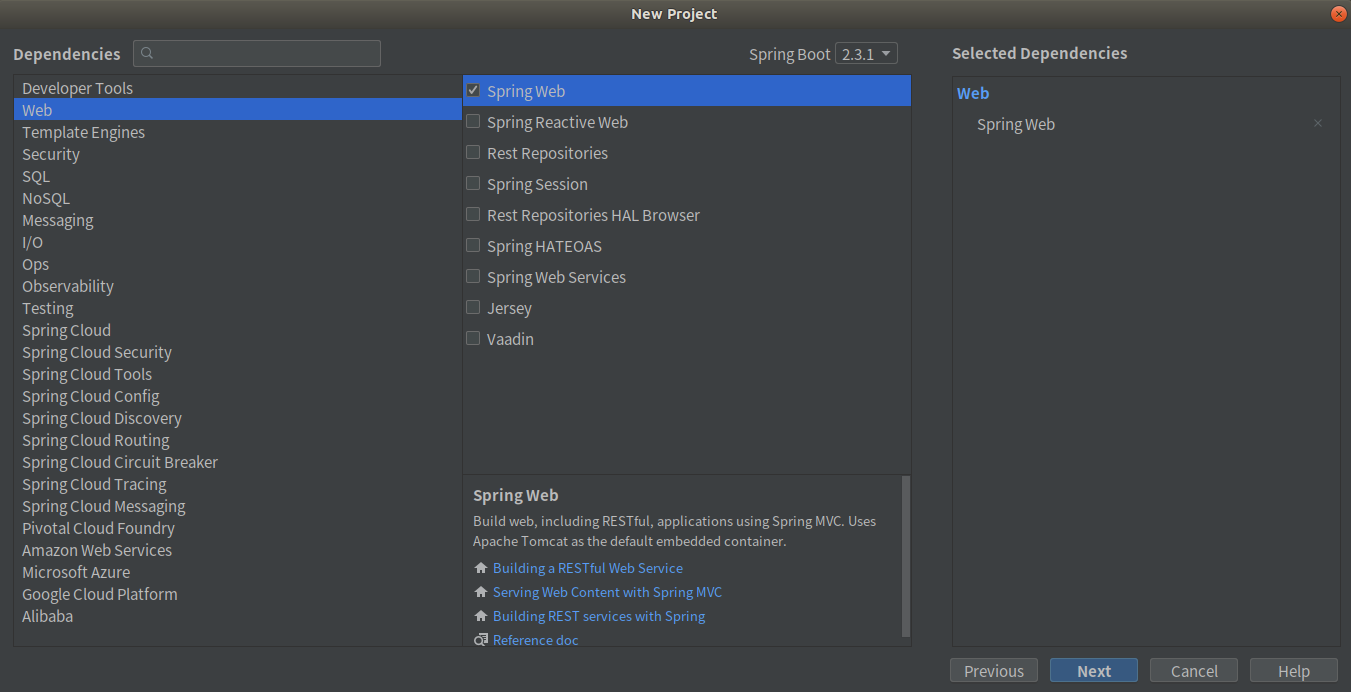 New Project
Dependencies
Spring Boot 2.3.1
Selected Dependencies
Developer Tools
Web
Template Engines
Security
SQL
NoSQL
Messaging
I/O
Ops
Observability
Testing
Spring Cloud
Spring Cloud Security
Spring Cloud Tools
Spring Cloud Config
Spring Cloud Discovery
Spring Cloud Routing
Spring Cloud Circuit Breaker
Spring Cloud Tracing
Spring Cloud Messaging
Pivotal Cloud Foundry
Amazon Web Services
Microsoft Azure
Google Cloud Platform
Alibaba
Spring Web
Spring Reactive Web
Rest Repositories
Spring Session
Rest Repositories HAL Browser
Spring HATEOAS
Spring Web Services
Jersey
Vaadin
Spring Web
Build web, including RESTful, applications using Spring MVC. Uses
Apache Tomcat as the default embedded container.
Building a RESTful Web Service
Serving Web Content with Spring MVC
Building REST services with Spring
Reference doc
Web
Spring Web
Previous
Next
Cancel
Help